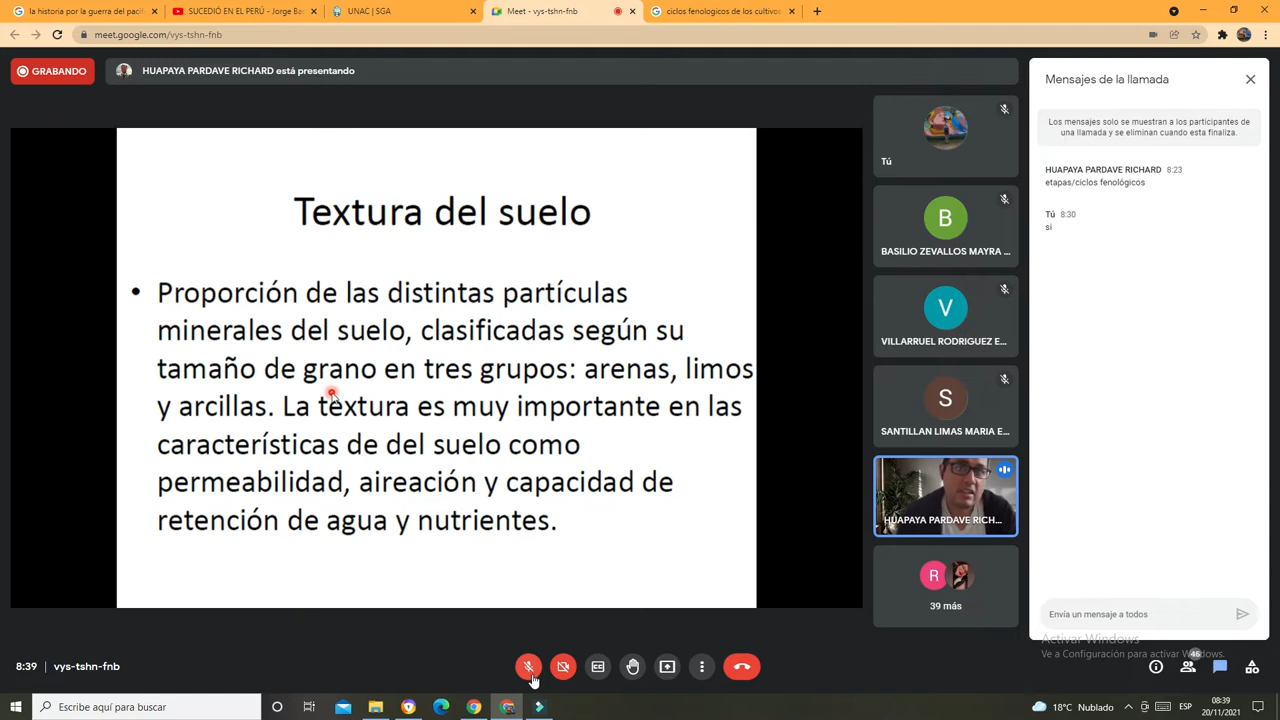 la historia por la guerra del pacif
SUCEDIÓ EN EL PERÚ - Jorge Ba
UNAC | SGA
Meet - vys-tshn-fnb
ciclos fenologicos de los cultivos
meet.google.com/vys-tshn-fnb
GRABANDO
HUAPAYA PARDAVE RICHARD está presentando
Textura del suelo
• Proporción de las distintas partículas
minerales del suelo, clasificadas según su
tamaño de grano en tres grupos: arenas, limos
y arcillas. La textura es muy importante en las
características de del suelo como
permeabilidad, aireación y capacidad de
retención de agua y nutrientes.
Tú
B
BASILIO ZEVALLOS MAYRA ...
V
VILLARRUEL RODRIGUEZ E...
S
SANTILLAN LIMAS MARIA E...
HUAPAYA PARDAVE RICH...
R
39 más
Mensajes de la llamada
Los mensajes solo se muestran a los participantes de
una llamada y se eliminan cuando esta finaliza.
HUAPAYA PARDAVE RICHARD 8:23
etapas/ciclos fenológicos
Tú 8:30
si
Envía un mensaje a todos
Activar Windows
Ve a Configuración para activar Windows.
8:39 vys-tshn-fnb
46
Escribe aquí para buscar
18°C Nublado
ESP
08:39
20/11/2021